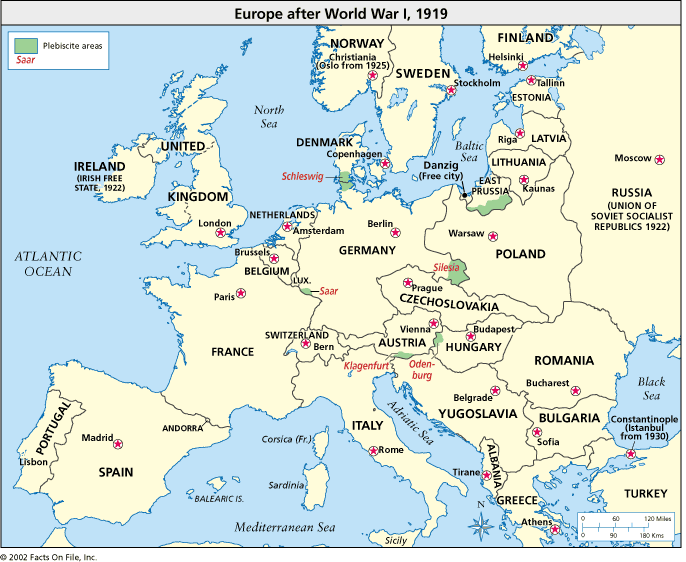 Europe after World War I, 1919
Plebiscite areas
Saar
NORWAY
Christiania
(Oslo from 1925)
SWEDEN
Stockholm
FINLAND
Helsinki
Tallinn
ESTONIA
North
Sea
Baltic
Sea
Riga
LATVIA
LITHUANIA
Kaunas
Moscow
DENMARK
Copenhagen
Schleswig
Danzig
(Free city)
EAST
PRUSSIA
RUSSIA
(UNION OF
SOVIET SOCIALIST
REPUBLICS 1922)
IRELAND
(IRISH FREE
STATE, 1922)
UNITED
KINGDOM
London
NETHERLANDS
Amsterdam
Berlin
GERMANY
Warsaw
POLAND
ATLANTIC
OCEAN
Brussels
BELGIUM
LUX.
Saar
Silesia
Prague
CZECHOSLOVAKIA
Paris
FRANCE
SWITZERLAND
Bern
Vienna
AUSTRIA
Budapest
HUNGARY
Klagenfurt
Oden-
burg
ROMANIA
Bucharest
Black
Sea
Belgrade
YUGOSLAVIA
BULGARIA
Sofia
Constantinople
(Istanbul
from 1930)
PORTUGAL
Lisbon
Madrid
SPAIN
ANDORRA
BALEARIC IS.
Corsica (Fr.)
Sardinia
ITALY
Rome
Adriatic Sea
Tirane
ALBANIA
GREECE
Athens
TURKEY
Mediterranean Sea
Sicily
N
0 60 120 Miles
0 90 180 Kms
© 2002 Facts On File, Inc.